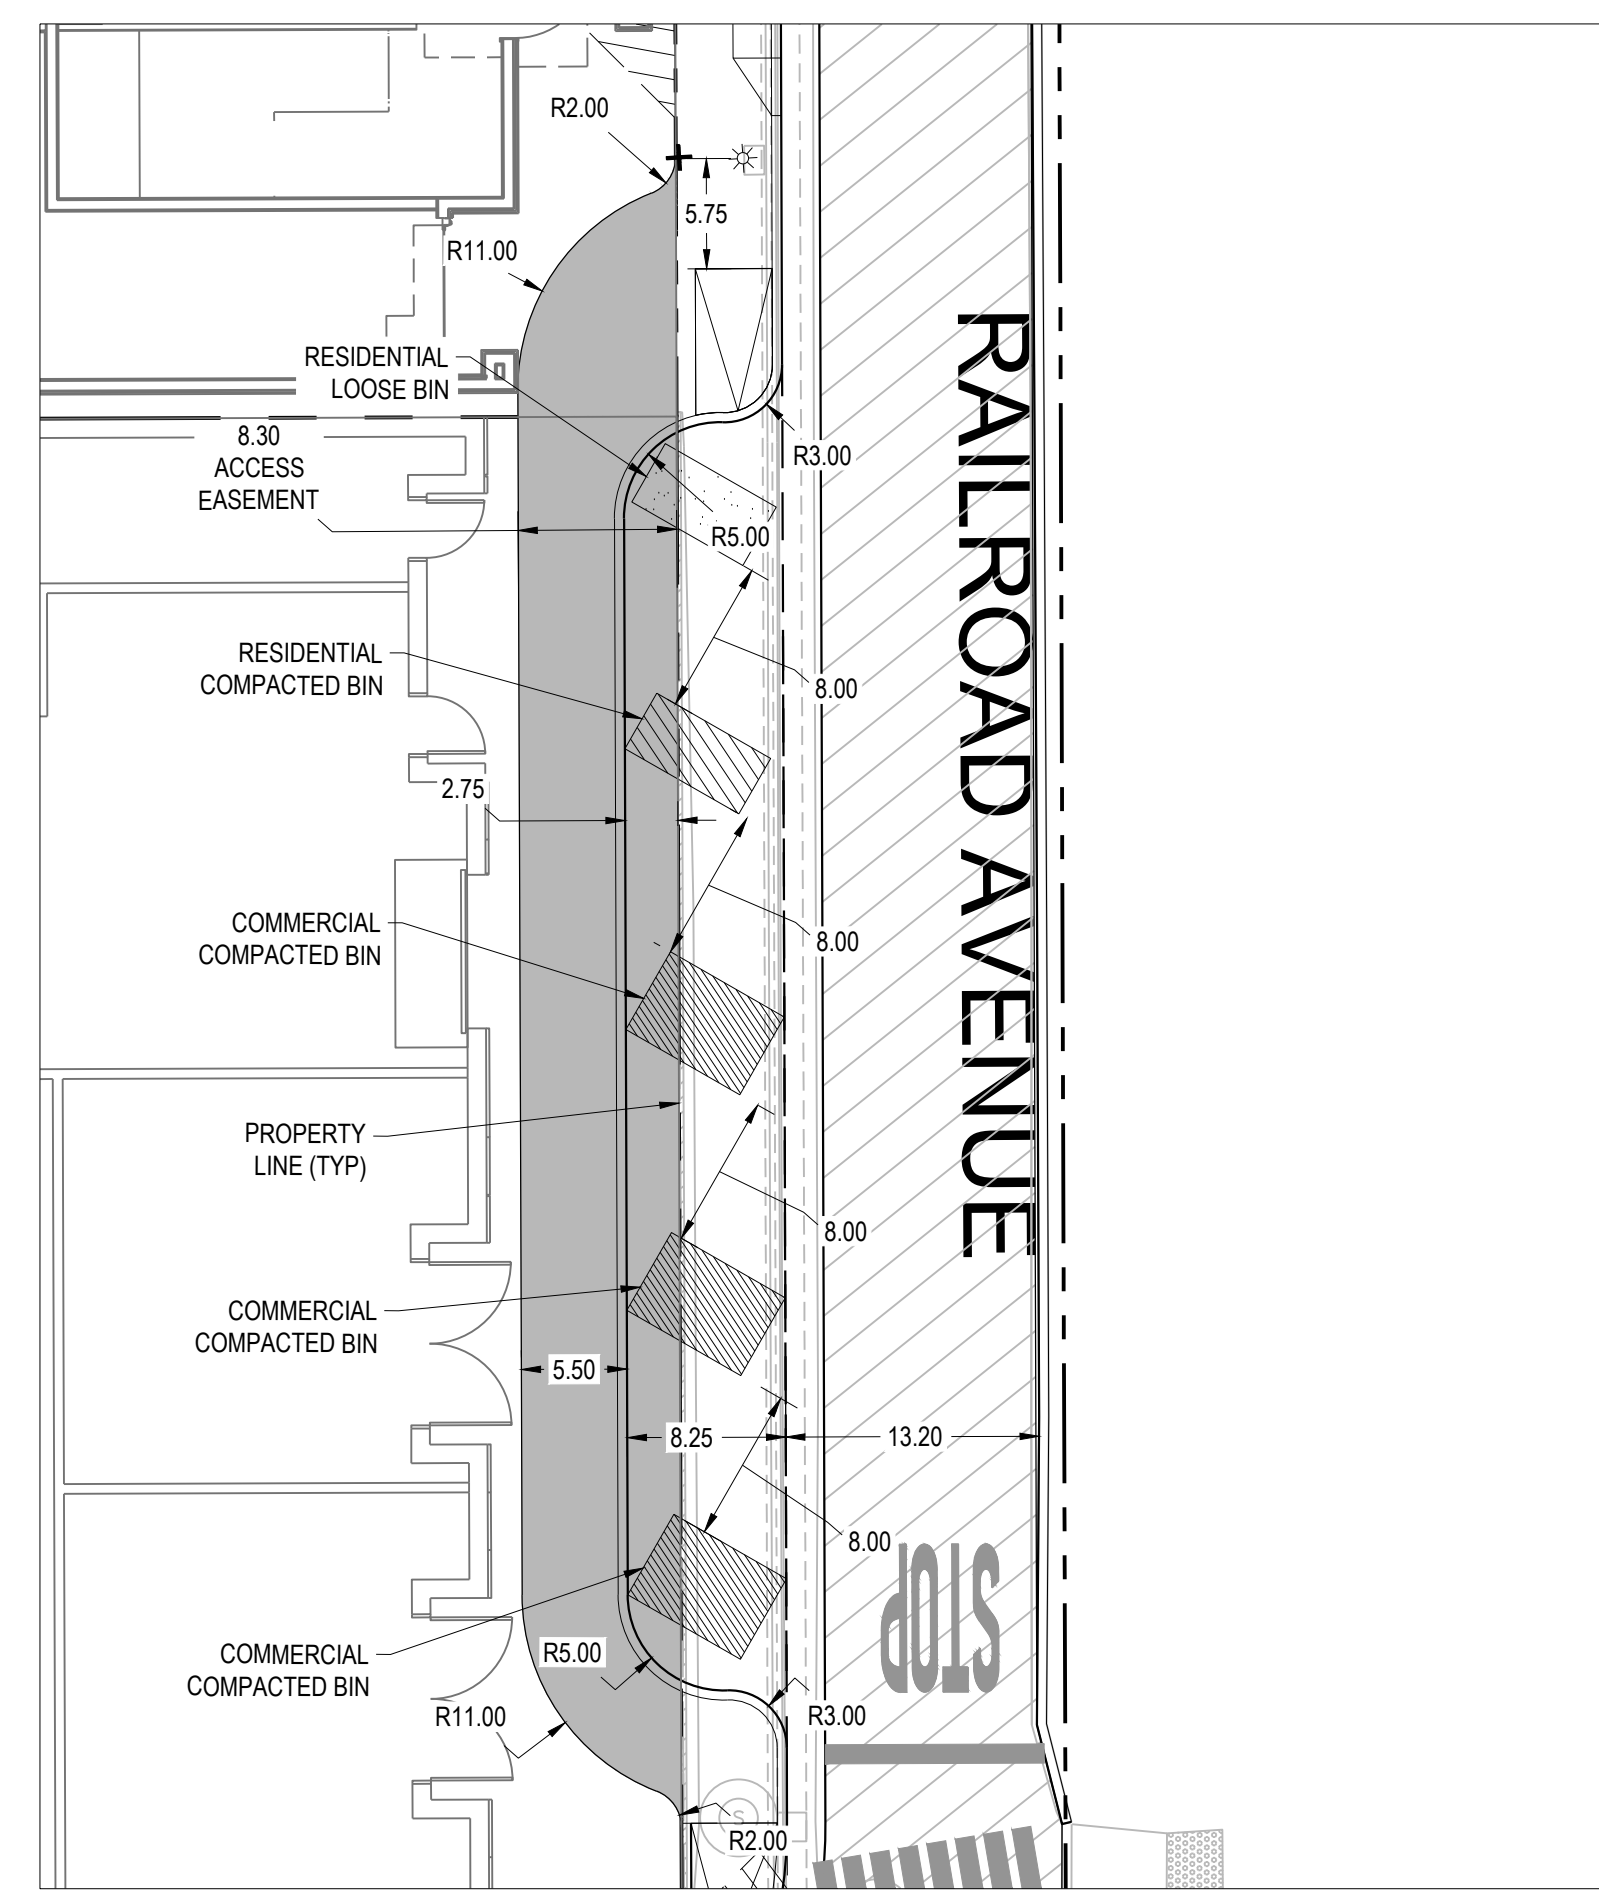 R2.00
5.75
R11.00
RESIDENTIAL
LOOSE BIN
8.30
ACCESS
EASEMENT
R3.00
R5.00
RESIDENTIAL
COMPACTED BIN
8.00
2.75
COMMERCIAL
COMPACTED BIN
8.00
PROPERTY
LINE (TYP)
8.00
COMMERCIAL
COMPACTED BIN
5.50
8.25
13.20
8.00
COMMERCIAL
COMPACTED BIN
R5.00
R11.00
R3.00
R2.00
S
RAILROAD AVENUE
STOP